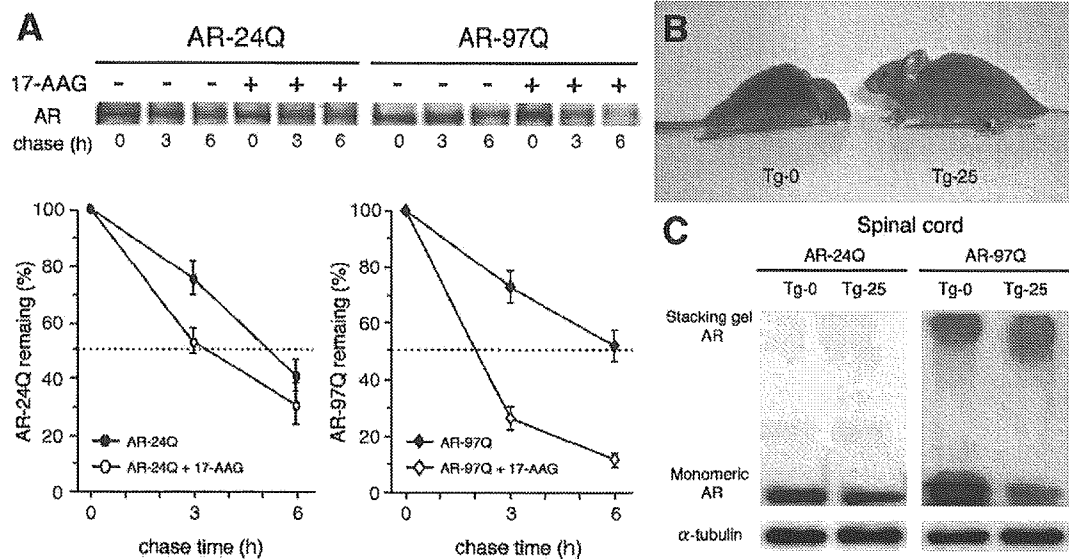 A
AR-24Q AR-97Q
17-AAG - - - + + + - - - + + +
AR
chase (h) 0 3 6 0 3 6 0 3 6 0 3 6
100
80
60
40
20
0
AR-24Q remaing (%)
AR-24Q
AR-24Q + 17-AAG
0 3 6
chase time (h)
100
80
60
40
20
0
AR-97Q remaing (%)
AR-97Q
AR-97Q + 17-AAG
0 3 6
chase time (h)
B
Tg-0 Tg-25
C
Spinal cord
AR-24Q AR-97Q
Tg-0 Tg-25 Tg-0 Tg-25
Stacking gel
AR
Monomeric
AR
α-tubulin